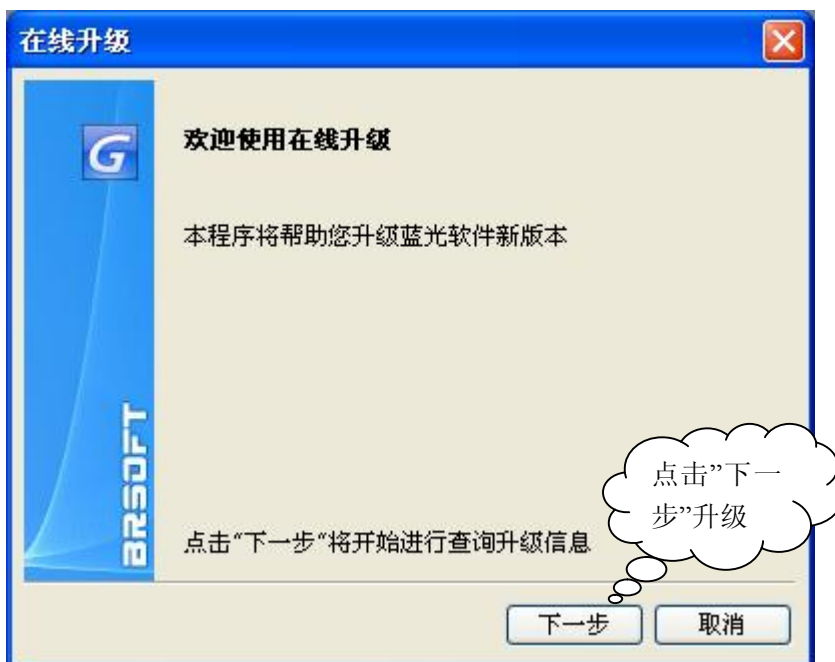 在线升级
G
欢迎使用在线升级
本程序将帮助您升级蓝光软件新版本
BRSOFT
点击"下一
步"升级
点击"下一步"将开始进行查询升级信息
下一步
取消